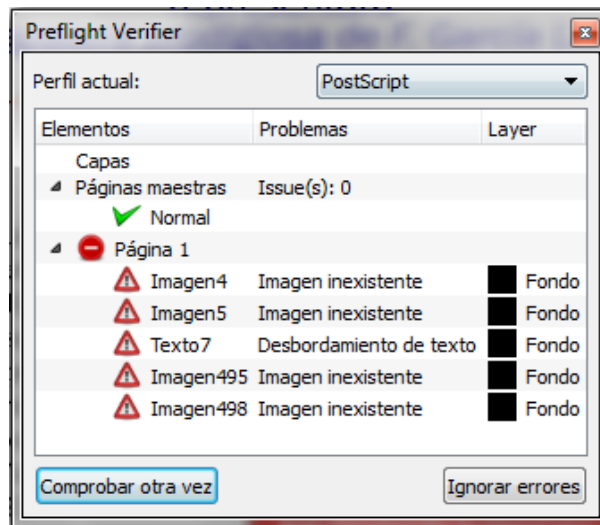 Preflight Verifier
Perfil actual: PostScript
Elementos Problemas Layer
Capas
Páginas maestras Issue(s): 0
Normal
Página 1
Imagen4 Imagen inexistente Fondo
Imagen5 Imagen inexistente Fondo
Texto7 Desbordamiento de texto Fondo
Imagen495 Imagen inexistente Fondo
Imagen498 Imagen inexistente Fondo
Comprobar otra vez Ignorar errores